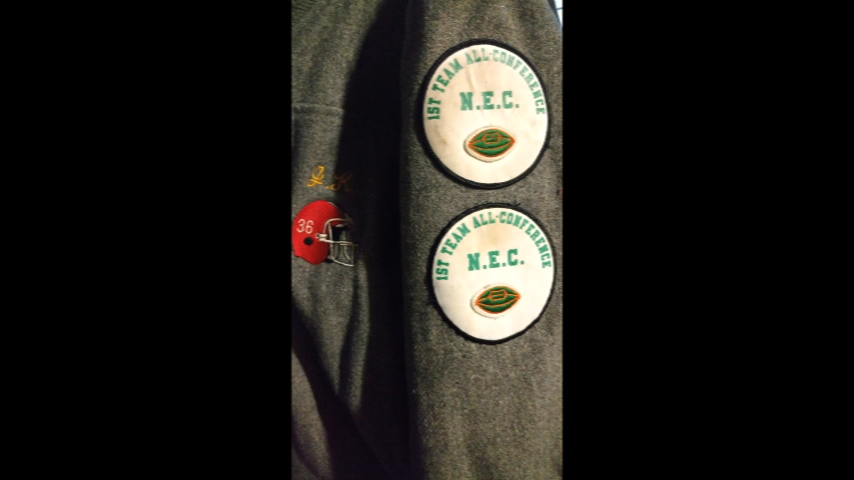 1ST TEAM ALL-CONFERENCE
N.E.C.
J.K.
36
1ST TEAM ALL-CONFERENCE
N.E.C.